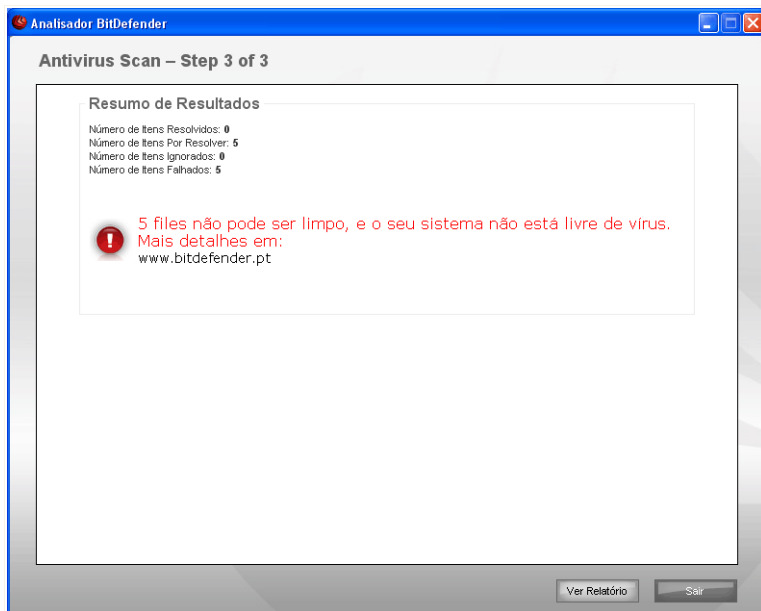 Analisador BitDefender
Antivirus Scan – Step 3 of 3
Resumo de Resultados
Número de Itens Resolvidos: 0
Número de Itens Por Resolver: 5
Número de Itens Ignorados: 0
Número de Itens Falhados: 5
5 files não pode ser limpo, e o seu sistema não está livre de vírus.
Mais detalhes em:
www.bitdefender.pt
Ver Relatório
Sair